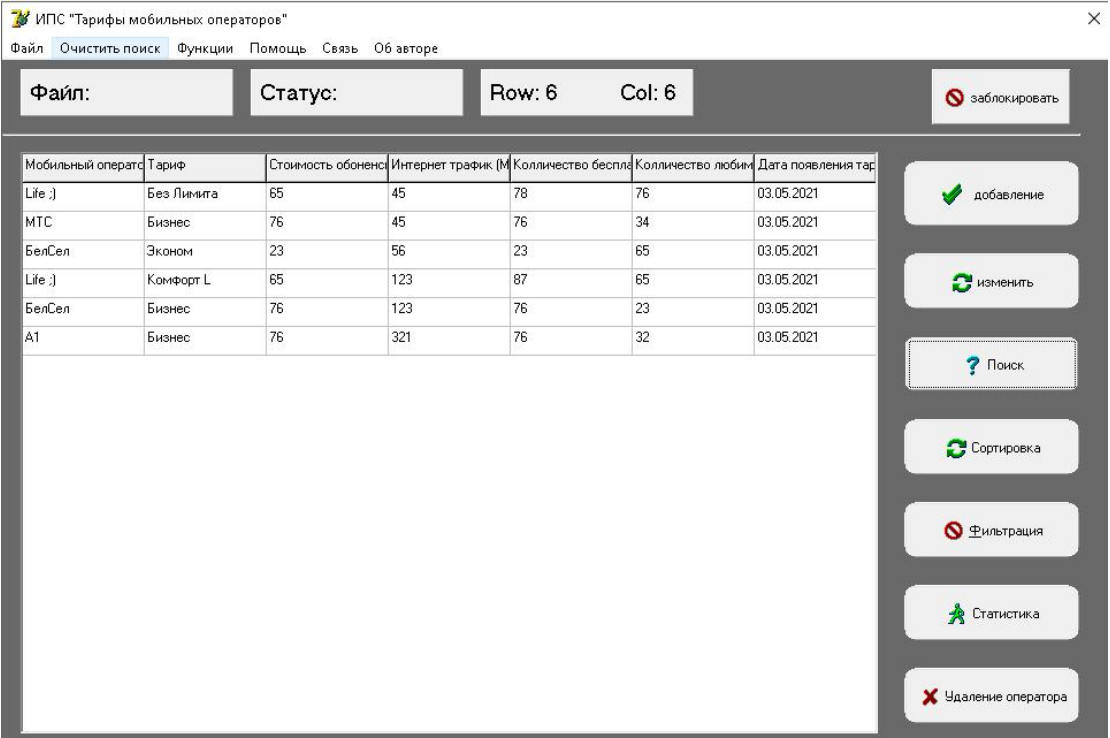 ИПС "Тарифы мобильных операторов"
Файл Очистить поиск Функции Помощь Связь Об авторе
Файл: Статус: Row: 6 Col: 6 заблокировать
Мобильный операто Тариф Стоимость обоненсн Интернет трафик (М Колличество беспла Колличество любим Дата появления тар
Life ;) Без Лимита 65 45 78 76 03.05.2021
МТС Бизнес 76 45 76 34 03.05.2021
БелСел Эконом 23 56 23 65 03.05.2021
Life ;) Комфорт L 65 123 87 65 03.05.2021
БелСел Бизнес 76 123 76 23 03.05.2021
А1 Бизнес 76 321 76 32 03.05.2021
добавление
изменить
Поиск
Сортировка
Фильтрация
Статистика
Удаление оператора